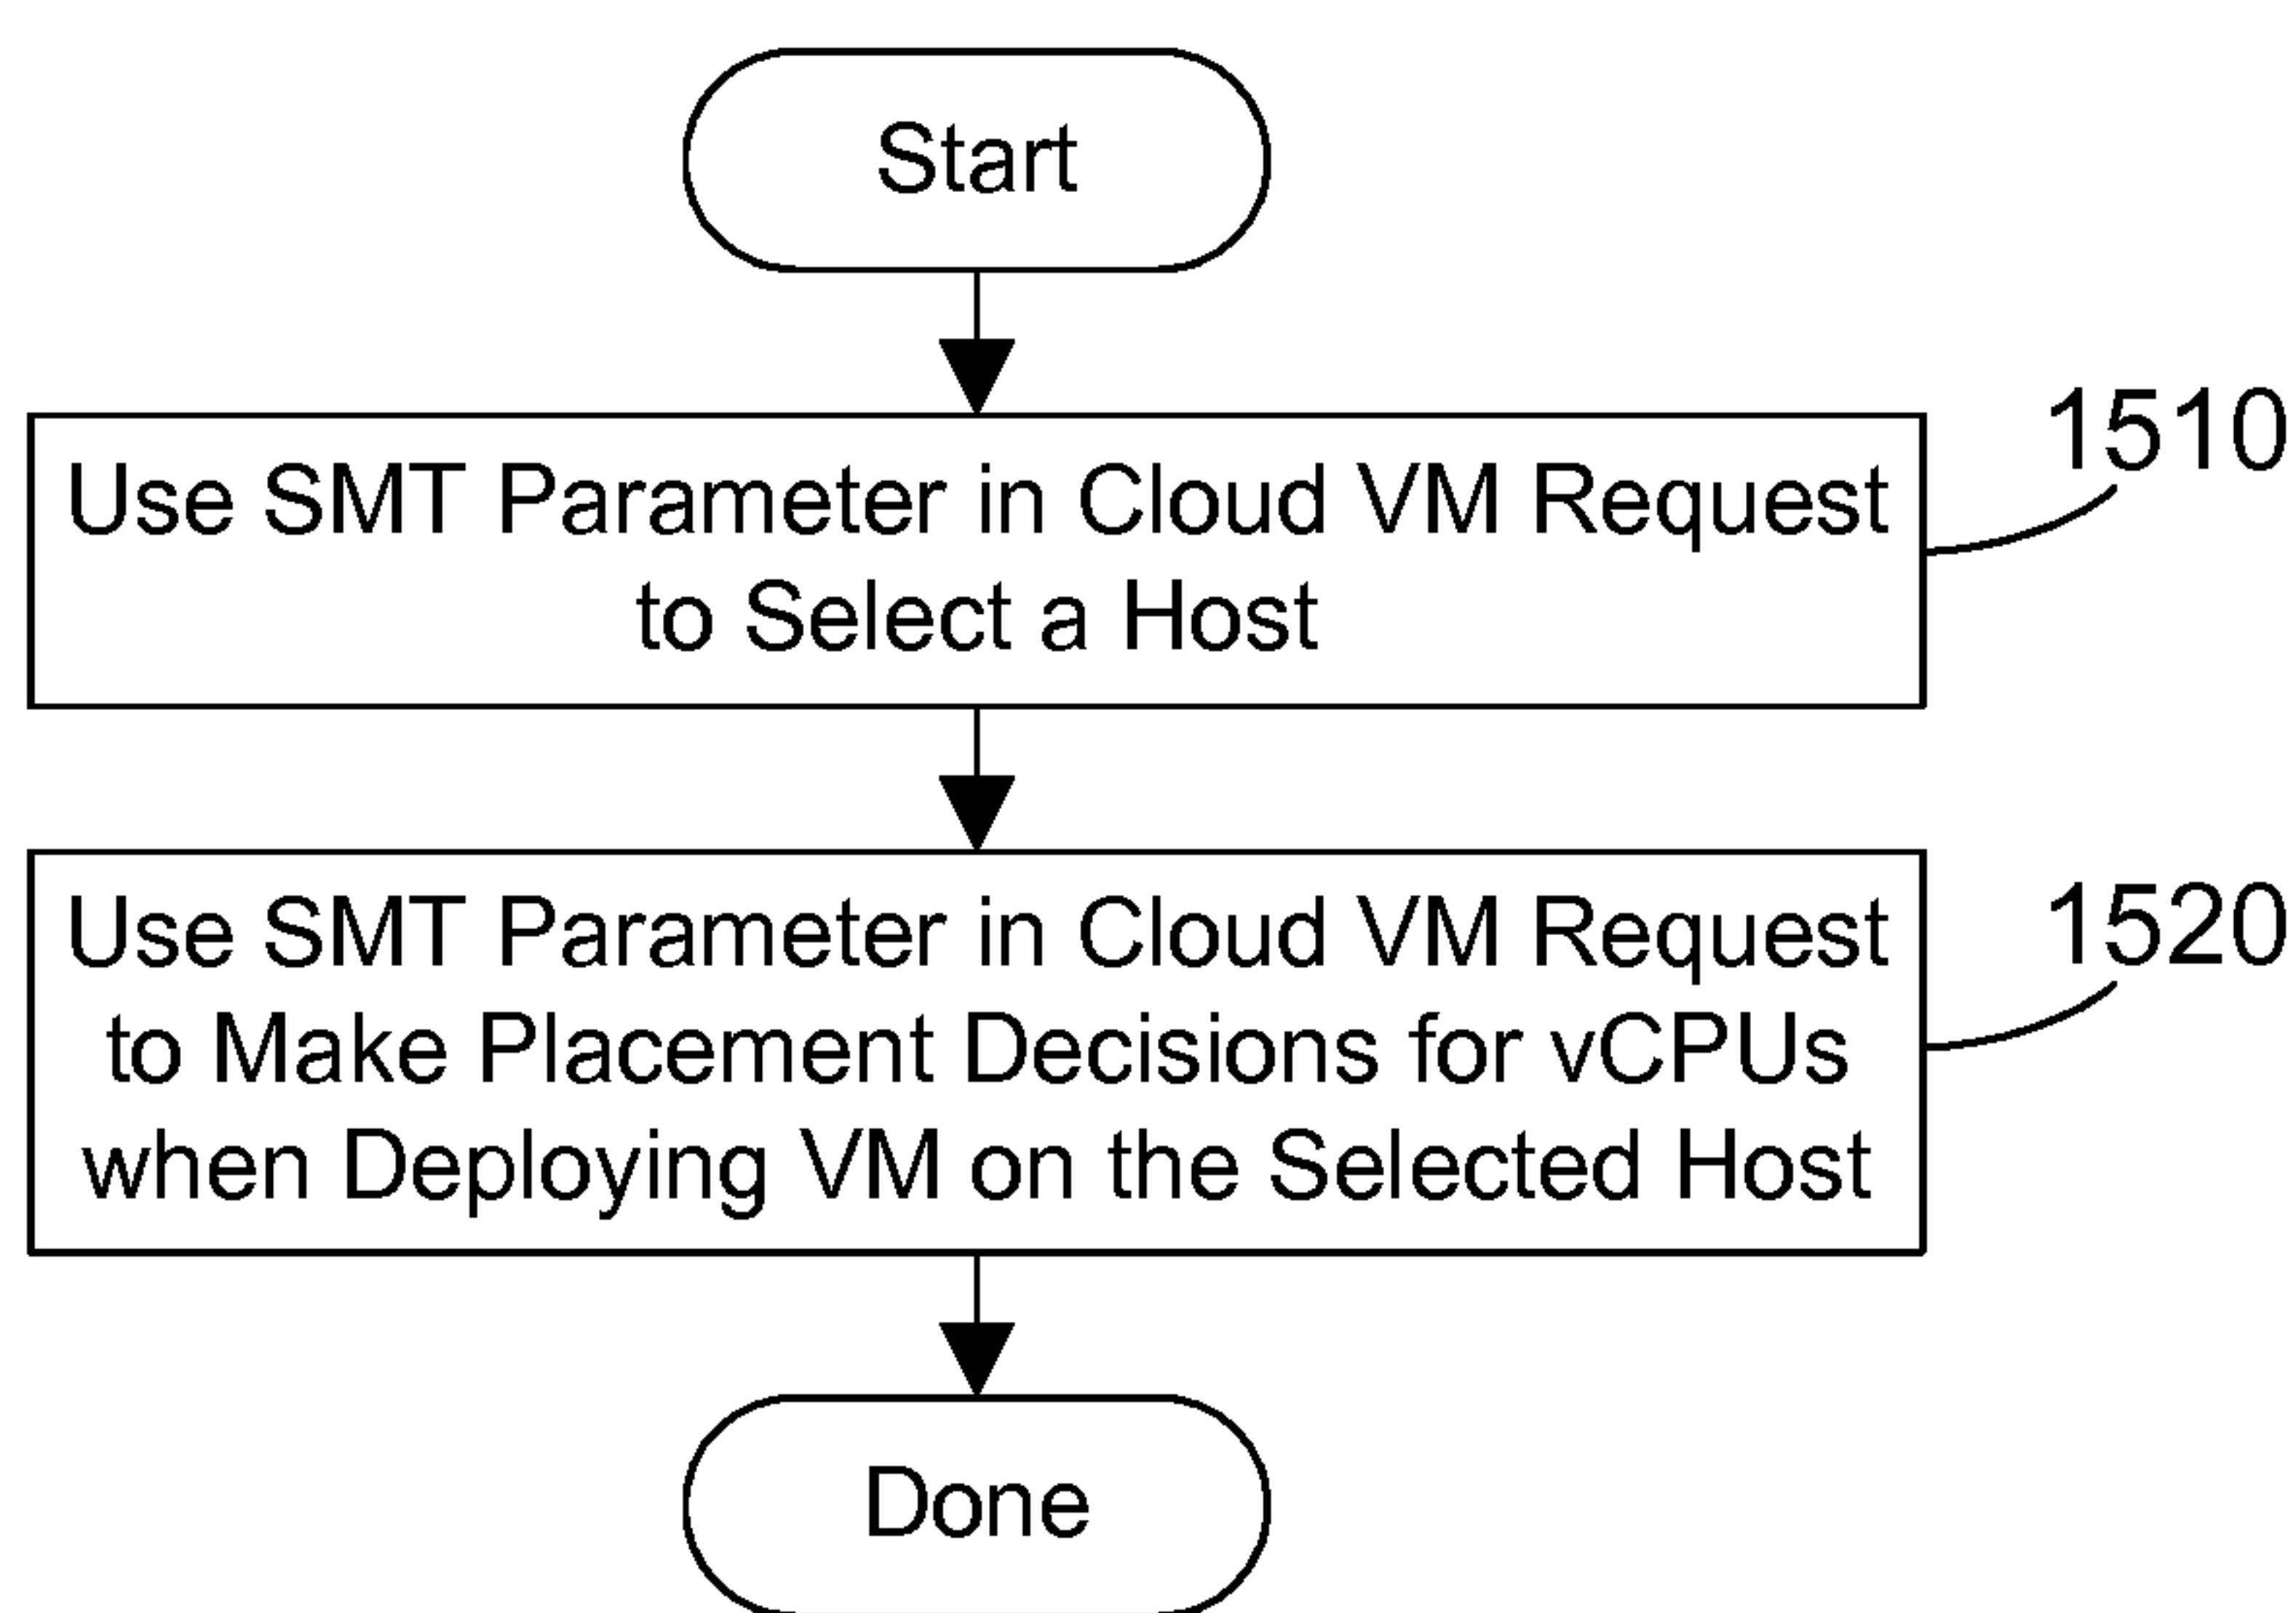 Start
Use SMT Parameter in Cloud VM Request
to Select a Host
1510
Use SMT Parameter in Cloud VM Request
to Make Placement Decisions for vCPUs
when Deploying VM on the Selected Host
1520
Done